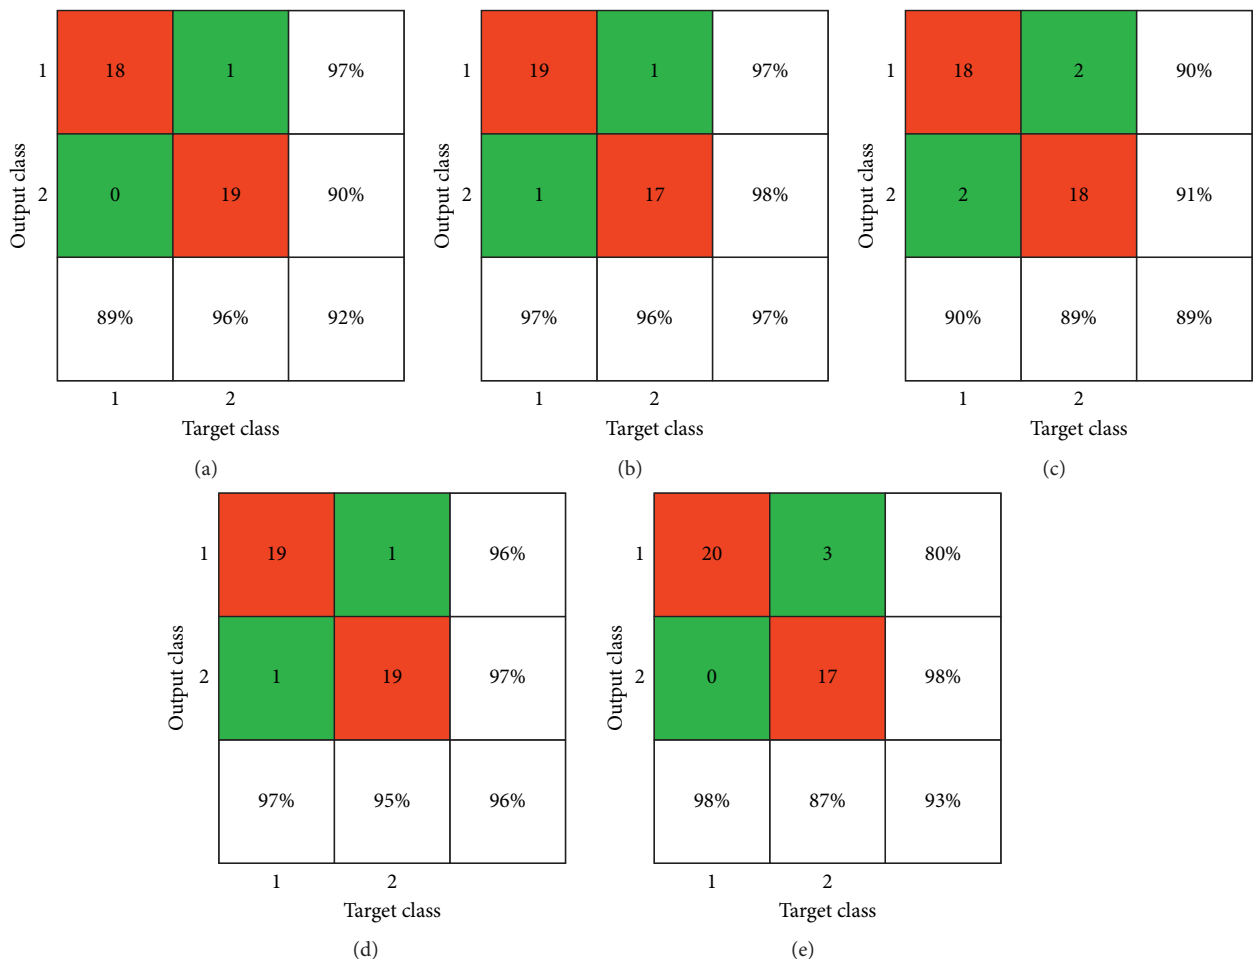 1 18 1 97%
2 0 19 90%
89% 96% 92%
1 2
Output class
Target class
(a)
1 19 1 97%
2 1 17 98%
97% 96% 97%
1 2
Output class
Target class
(b)
1 18 2 90%
2 2 18 91%
90% 89% 89%
1 2
Output class
Target class
(c)
1 19 1 96%
2 1 19 97%
97% 95% 96%
1 2
Output class
Target class
(d)
1 20 3 80%
2 0 17 98%
98% 87% 93%
1 2
Output class
Target class
(e)